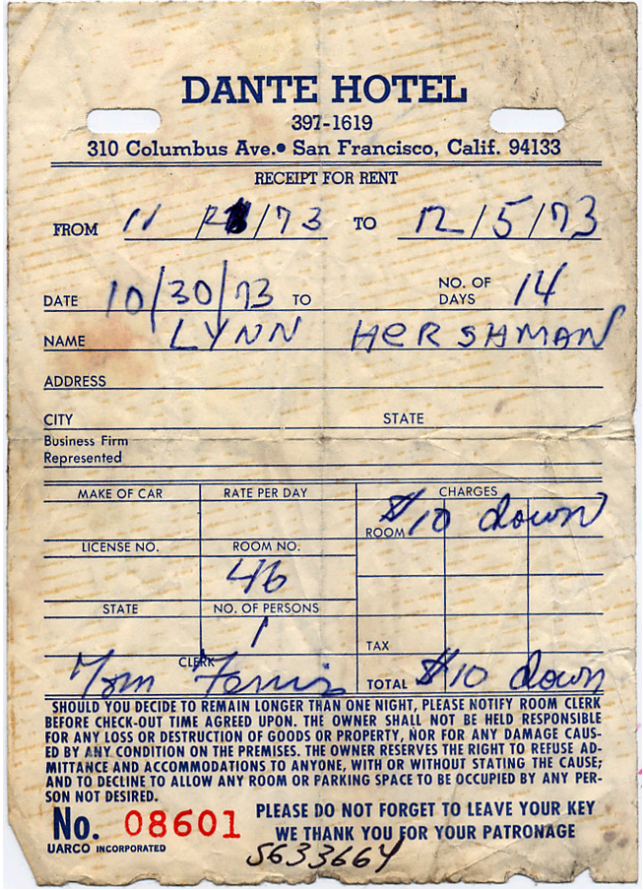 DANTE HOTEL
397-1619
310 Columbus Ave.• San Francisco, Calif. 94133
RECEIPT FOR RENT
FROM 11 / /73 TO 12/5/73
DATE 10/30/73 TO NO. OF DAYS 14
NAME LYNN HERSHMAN
ADDRESS
CITY STATE
Business Firm
Represented
MAKE OF CAR RATE PER DAY CHARGES
ROOM $10 down
LICENSE NO. ROOM NO.
46
STATE NO. OF PERSONS
1
TAX
CLERK Tom
TOTAL $10 down
SHOULD YOU DECIDE TO REMAIN LONGER THAN ONE NIGHT, PLEASE NOTIFY ROOM CLERK
BEFORE CHECK-OUT TIME AGREED UPON. THE OWNER SHALL NOT BE HELD RESPONSIBLE
FOR ANY LOSS OR DESTRUCTION OF GOODS OR PROPERTY, NOR FOR ANY DAMAGE CAUS-
ED BY ANY CONDITION ON THE PREMISES. THE OWNER RESERVES THE RIGHT TO REFUSE AD-
MITTANCE AND ACCOMMODATIONS TO ANYONE, WITH OR WITHOUT STATING THE CAUSE;
AND TO DECLINE TO ALLOW ANY ROOM OR PARKING SPACE TO BE OCCUPIED BY ANY PER-
SON NOT DESIRED.
No. 08601
PLEASE DO NOT FORGET TO LEAVE YOUR KEY
WE THANK YOU FOR YOUR PATRONAGE
UARCO INCORPORATED
5633664